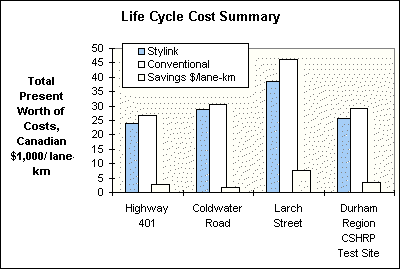 Life Cycle Cost Summary
Total
Present
Worth of
Costs,
Canadian
$1,000/ lane-
km
50
45
40
35
30
25
20
15
10
5
0
Stylink
Conventional
Savings $/lane-km
Highway
401
Coldwater
Road
Larch
Street
Durham
Region
CSHRP
Test Site